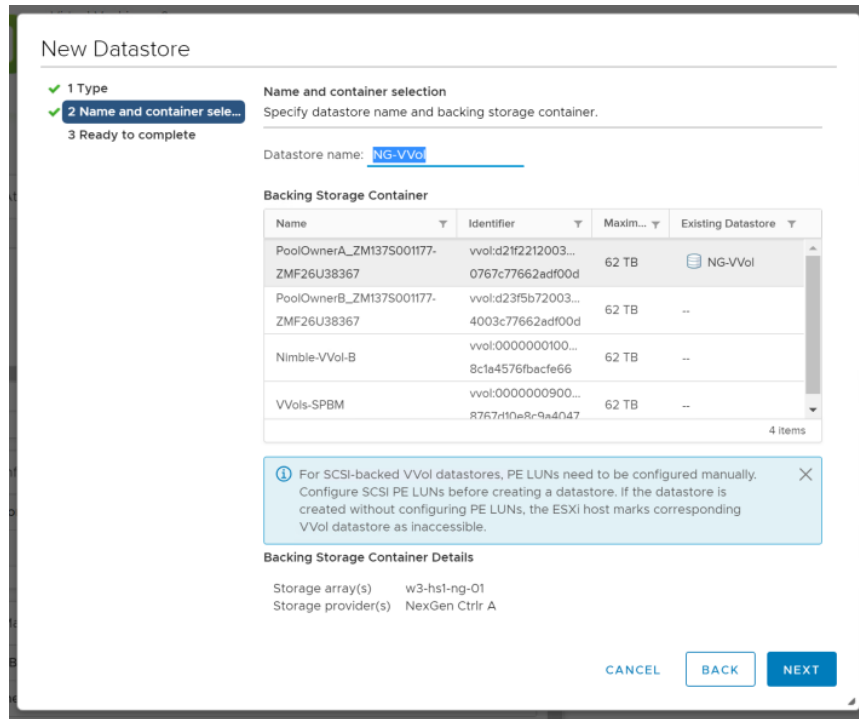 New Datastore
1 Type
2 Name and container sele...
3 Ready to complete
Name and container selection
Specify datastore name and backing storage container.
Datastore name: NG-VVol
Backing Storage Container
Name Identifier Maxim... Existing Datastore
PoolOwnerA_ZM137S001177- vvol:d21f2212003...
ZMF26U38367 0767c77662adf00d 62 TB NG-VVol
PoolOwnerB_ZM137S001177- vvol:d23f5b72003...
ZMF26U38367 4003c77662adf00d 62 TB --
Nimble-VVol-B vvol:0000000100... 62 TB --
8c1a4576fbacfe66
VVols-SPBM vvol:0000000900... 62 TB --
8767d10e8c9a4047
4 items
For SCSI-backed VVol datastores, PE LUNs need to be configured manually.
Configure SCSI PE LUNs before creating a datastore. If the datastore is
created without configuring PE LUNs, the ESXi host marks corresponding
VVol datastore as inaccessible.
Backing Storage Container Details
Storage array(s) w3-hs1-ng-01
Storage provider(s) NexGen Ctrlr A
CANCEL BACK NEXT